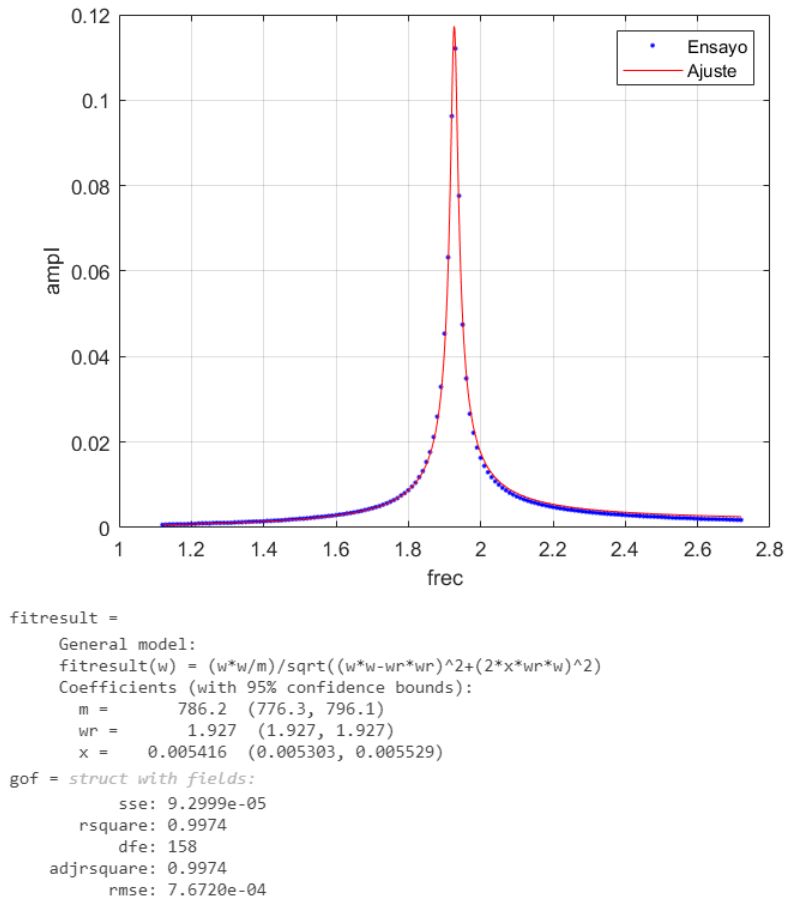 0.12
0.1
0.08
0.06
0.04
0.02
0
ampl
Ensayo
Ajuste
1
1.2
1.4
1.6
1.8
2
2.2
2.4
2.6
2.8
frec
fitresult =
General model:
fitresult(w) = (w*w/m)/sqrt((w*w-wr*wr)^2+(2*x*wr*w)^2)
Coefficients (with 95% confidence bounds):
m = 786.2 (776.3, 796.1)
wr = 1.927 (1.927, 1.927)
x = 0.005416 (0.005303, 0.005529)
gof = struct with fields:
sse: 9.2999e-05
rsquare: 0.9974
dfe: 158
adjrsquare: 0.9974
rmse: 7.6720e-04